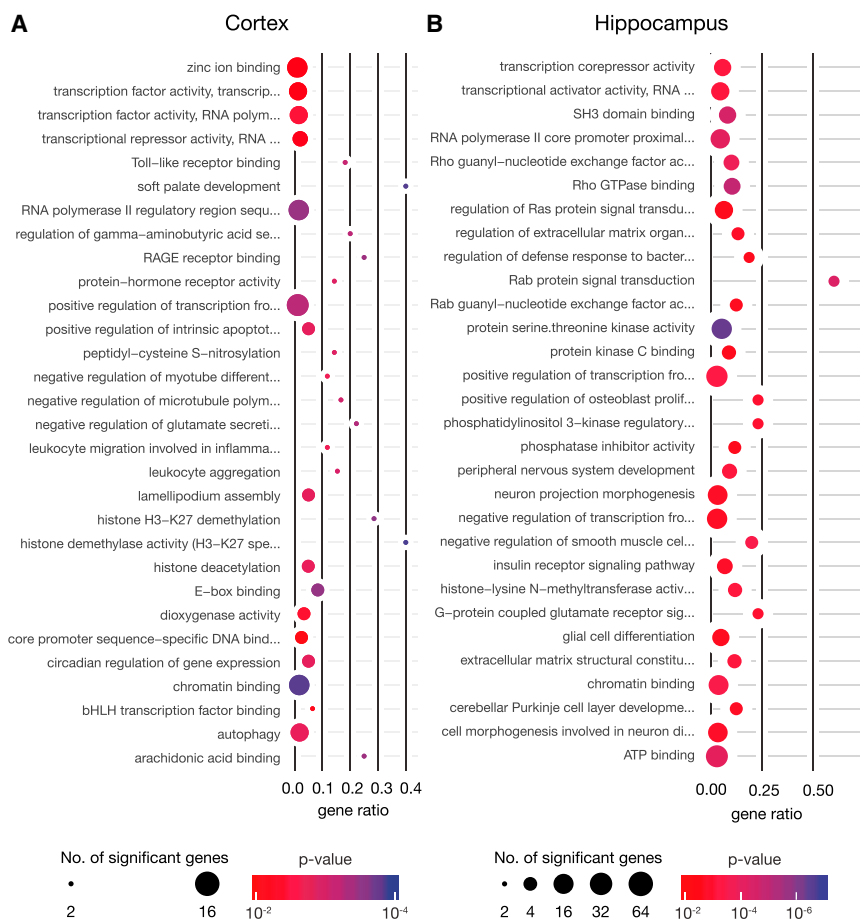 A
Cortex
zinc ion binding
transcription factor activity, transcrip...
transcription factor activity, RNA polym...
transcriptional repressor activity, RNA ...
Toll−like receptor binding
soft palate development
RNA polymerase II regulatory region sequ...
regulation of gamma−aminobutyric acid se...
RAGE receptor binding
protein−hormone receptor activity
positive regulation of transcription fro...
positive regulation of intrinsic apoptot...
peptidyl−cysteine S−nitrosylation
negative regulation of myotube different...
negative regulation of microtubule polym...
negative regulation of glutamate secreti...
leukocyte migration involved in inflamma...
leukocyte aggregation
lamellipodium assembly
histone H3−K27 demethylation
histone demethylase activity (H3−K27 spe...
histone deacetylation
E−box binding
dioxygenase activity
core promoter sequence−specific DNA bind...
circadian regulation of gene expression
chromatin binding
bHLH transcription factor binding
autophagy
arachidonic acid binding
0.0 0.1 0.2 0.3 0.4
gene ratio
No. of significant genes
2 16
p-value
10-2 10-4
B
Hippocampus
transcription corepressor activity
transcriptional activator activity, RNA ...
SH3 domain binding
RNA polymerase II core promoter proximal...
Rho guanyl−nucleotide exchange factor ac...
Rho GTPase binding
regulation of Ras protein signal transdu...
regulation of extracellular matrix organ...
regulation of defense response to bacter...
Rab protein signal transduction
Rab guanyl−nucleotide exchange factor ac...
protein serine.threonine kinase activity
protein kinase C binding
positive regulation of transcription fro...
positive regulation of osteoblast prolif...
phosphatidylinositol 3−kinase regulatory...
phosphatase inhibitor activity
peripheral nervous system development
neuron projection morphogenesis
negative regulation of transcription fro...
negative regulation of smooth muscle cel...
insulin receptor signaling pathway
histone−lysine N−methyltransferase activ...
G−protein coupled glutamate receptor sig...
glial cell differentiation
extracellular matrix structural constitu...
chromatin binding
cerebellar Purkinje cell layer developme...
cell morphogenesis involved in neuron di...
ATP binding
0.00 0.25 0.50
gene ratio
No. of significant genes
2 4 16 32 64
p-value
10-2 10-4 10-6